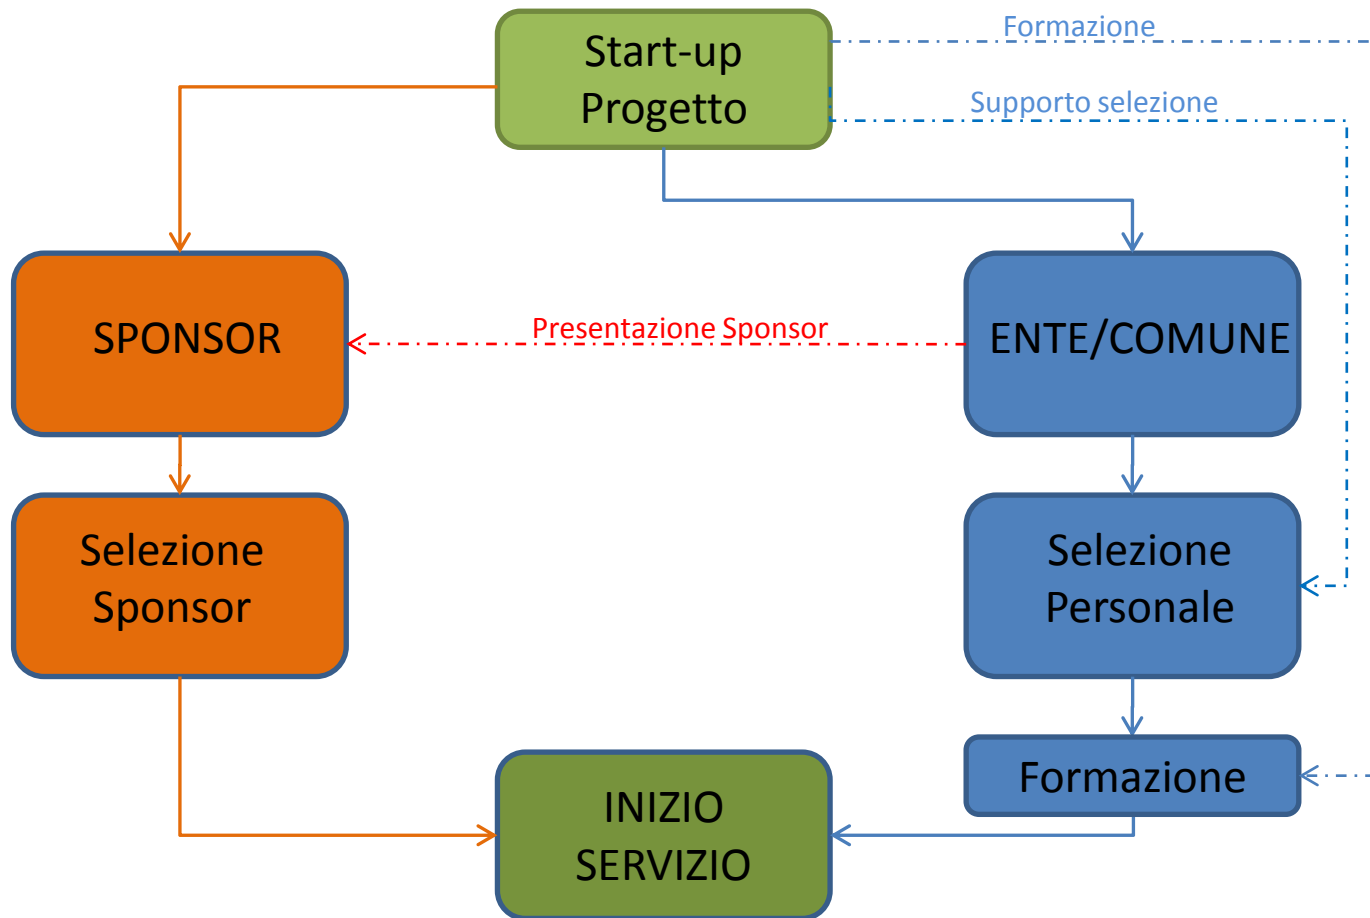 Start-up
Progetto
Formazione
Supporto selezione
SPONSOR
Presentazione Sponsor
ENTE/COMUNE
Selezione
Sponsor
Selezione
Personale
Formazione
INIZIO
SERVIZIO